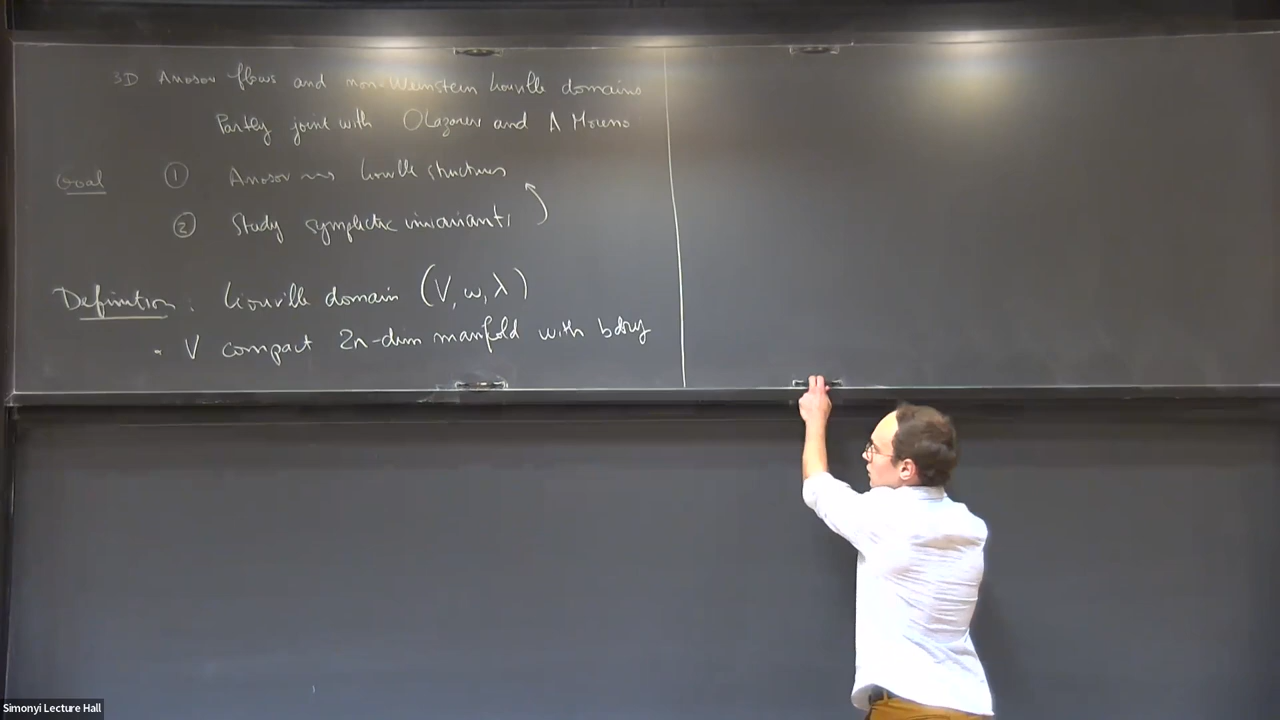 3D Anosov flows and non-Weinstein Liouville domains
Partly joint with O Lazarev and A Moreno
Goal ① Anosov ⇝ Liouville structures
② Study symplectic invariants
Definition: Liouville domain (V, ω, λ)
• V compact 2n-dim manifold with bdry
Simonyi Lecture Hall